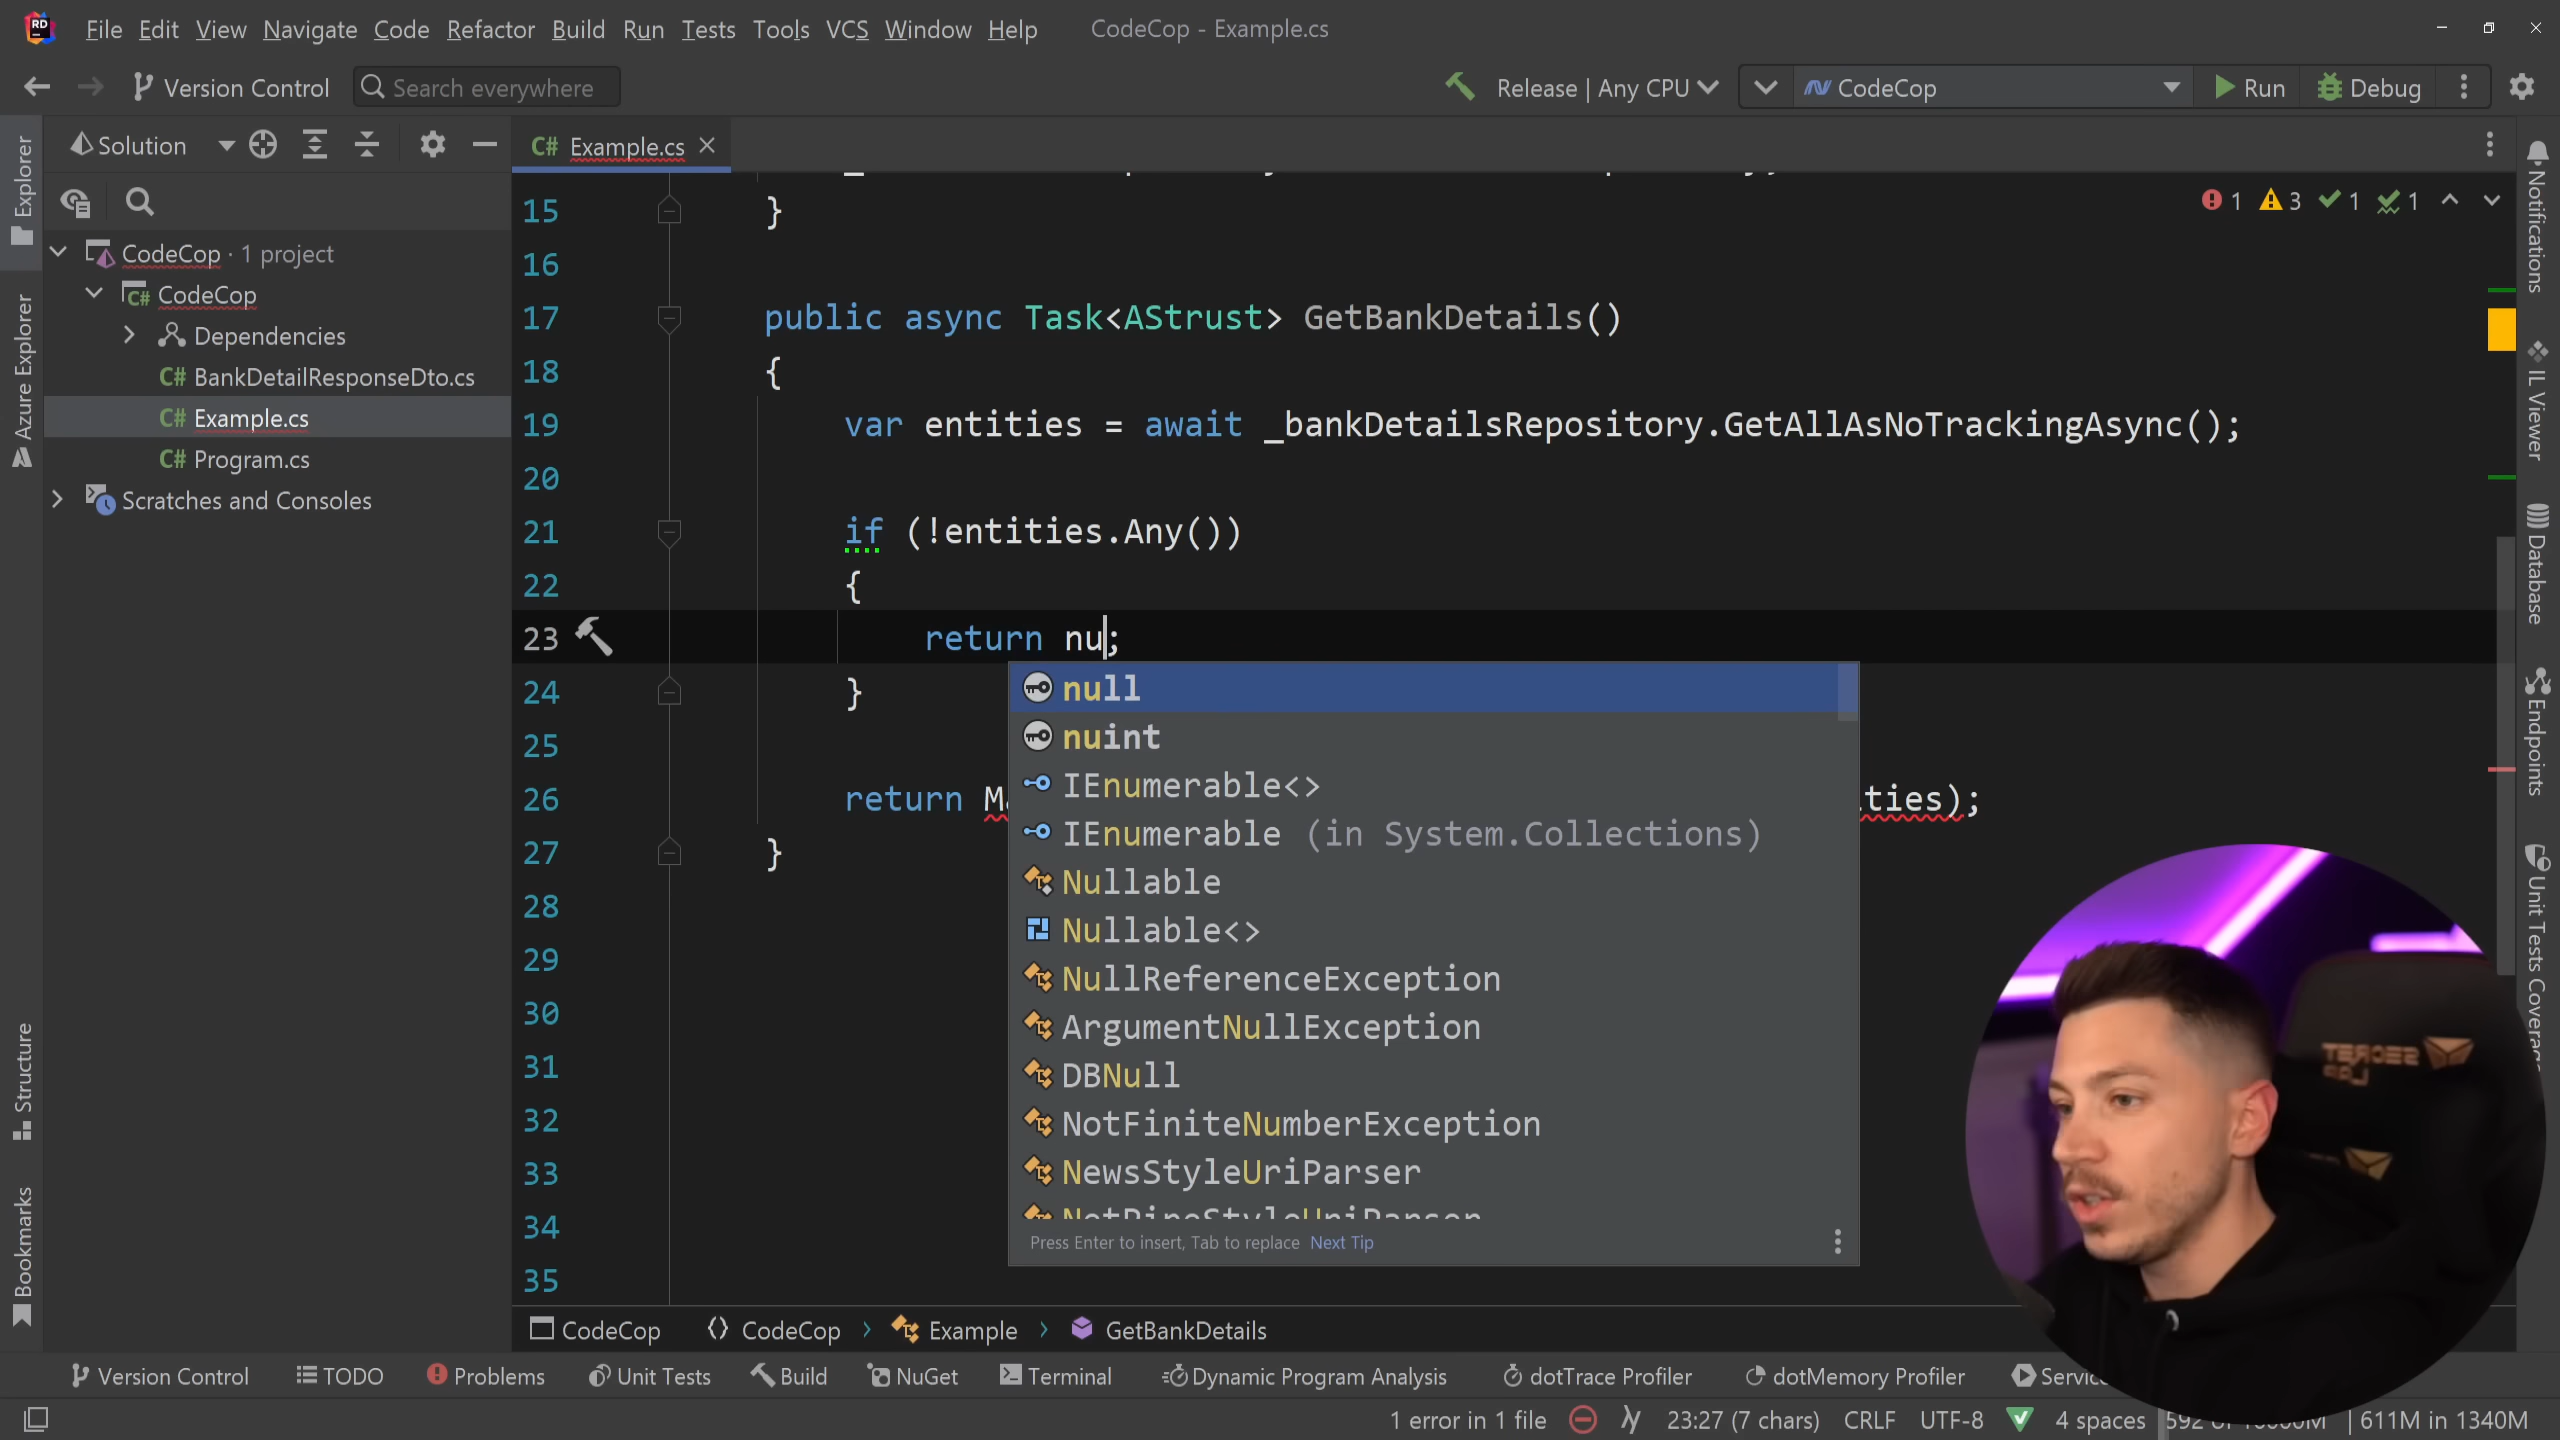 File Edit View Navigate Code Refactor Build Run Tests Tools VCS Window Help CodeCop - Example.cs
Version Control Search everywhere Release | Any CPU CodeCop Run Debug
Solution
C# Example.cs
1 3 1 1
CodeCop · 1 project
C# CodeCop
Dependencies
C# BankDetailResponseDto.cs
C# Example.cs
C# Program.cs
Scratches and Consoles
Explorer
Azure Explorer
Structure
Bookmarks
15 }
16
17 public async Task<AStrust> GetBankDetails()
18 {
19 var entities = await _bankDetailsRepository.GetAllAsNoTrackingAsync();
20
21 if (!entities.Any())
22 {
23 return nu;
24 }
25
26 return Ma ties);
27 }
28
29
30
31
32
33
34
35
null
nuint
IEnumerable<>
IEnumerable (in System.Collections)
Nullable
Nullable<>
NullReferenceException
ArgumentNullException
DBNull
NotFiniteNumberException
NewsStyleUriParser
NetPipeStyleUriParser
Press Enter to insert, Tab to replace Next Tip
Notifications
IL Viewer
Database
Endpoints
Unit Tests Coverag
SECRET
LAB
CodeCop CodeCop Example GetBankDetails
Version Control TODO Problems Unit Tests Build NuGet Terminal Dynamic Program Analysis dotTrace Profiler dotMemory Profiler Servic
1 error in 1 file 23:27 (7 chars) CRLF UTF-8 4 spaces 611M in 1340M